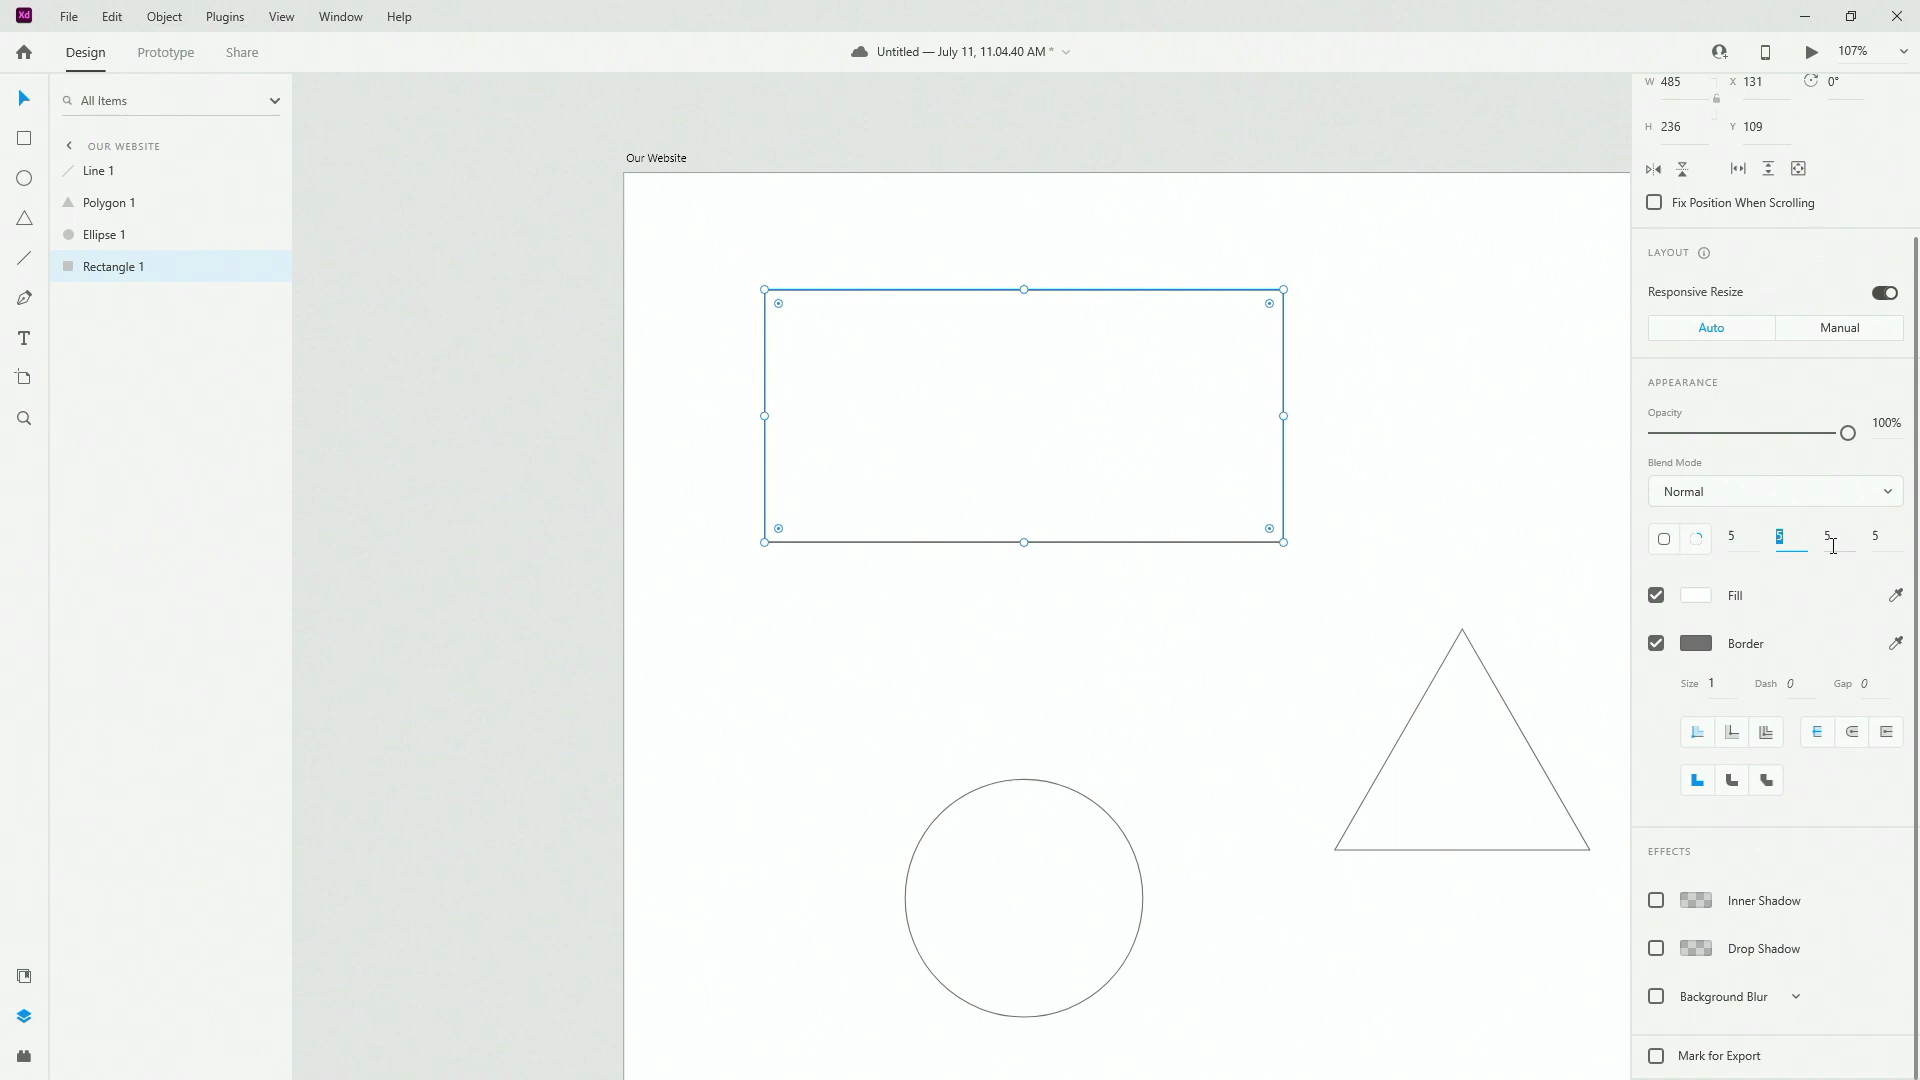 Xd File Edit Object Plugins View Window Help
Design Prototype Share Untitled — July 11, 11.04.40 AM * 107%
All Items
OUR WEBSITE
Line 1
Polygon 1
Ellipse 1
Rectangle 1
T
Our Website
W 485 X 131 0°
H 236 Y 109
Fix Position When Scrolling
LAYOUT
Responsive Resize
Auto Manual
APPEARANCE
Opacity
100%
Blend Mode
Normal
5 5 5 5
Fill
Border
Size 1 Dash 0 Gap 0
EFFECTS
Inner Shadow
Drop Shadow
Background Blur
Mark for Export